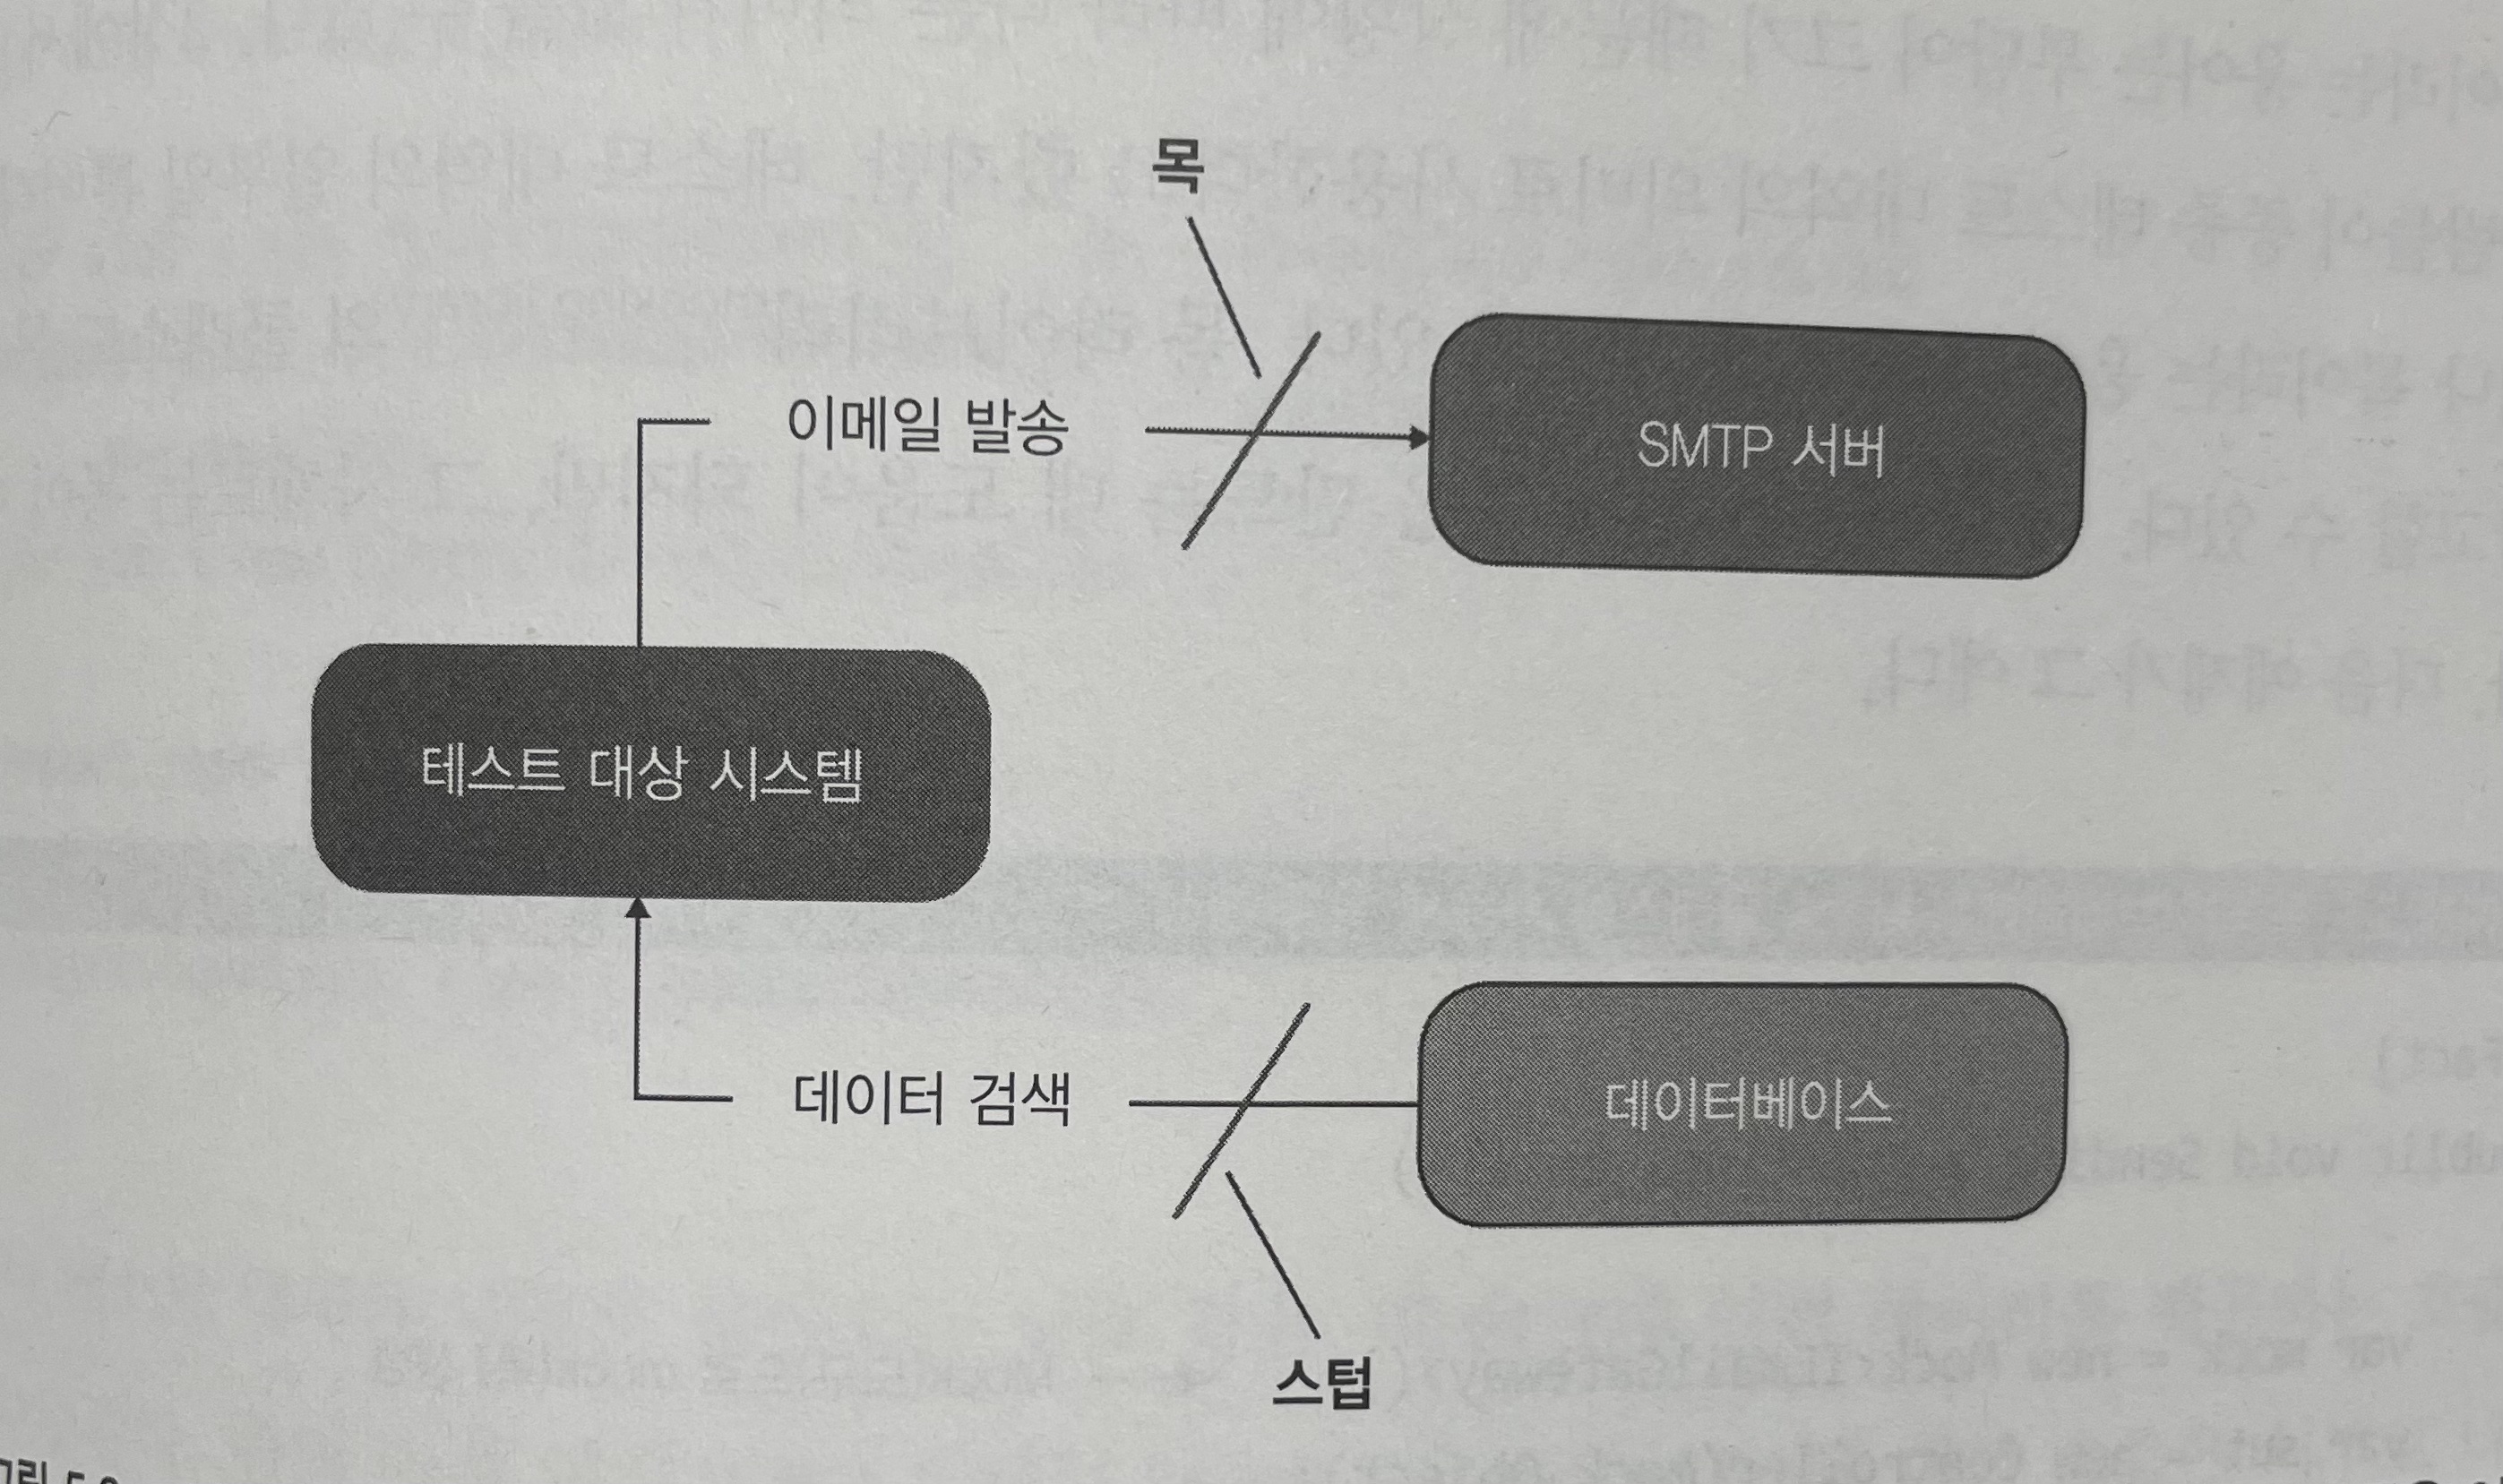 목
이메일 발송
SMTP 서버
테스트 대상 시스템
데이터 검색
데이터베이스
스텁